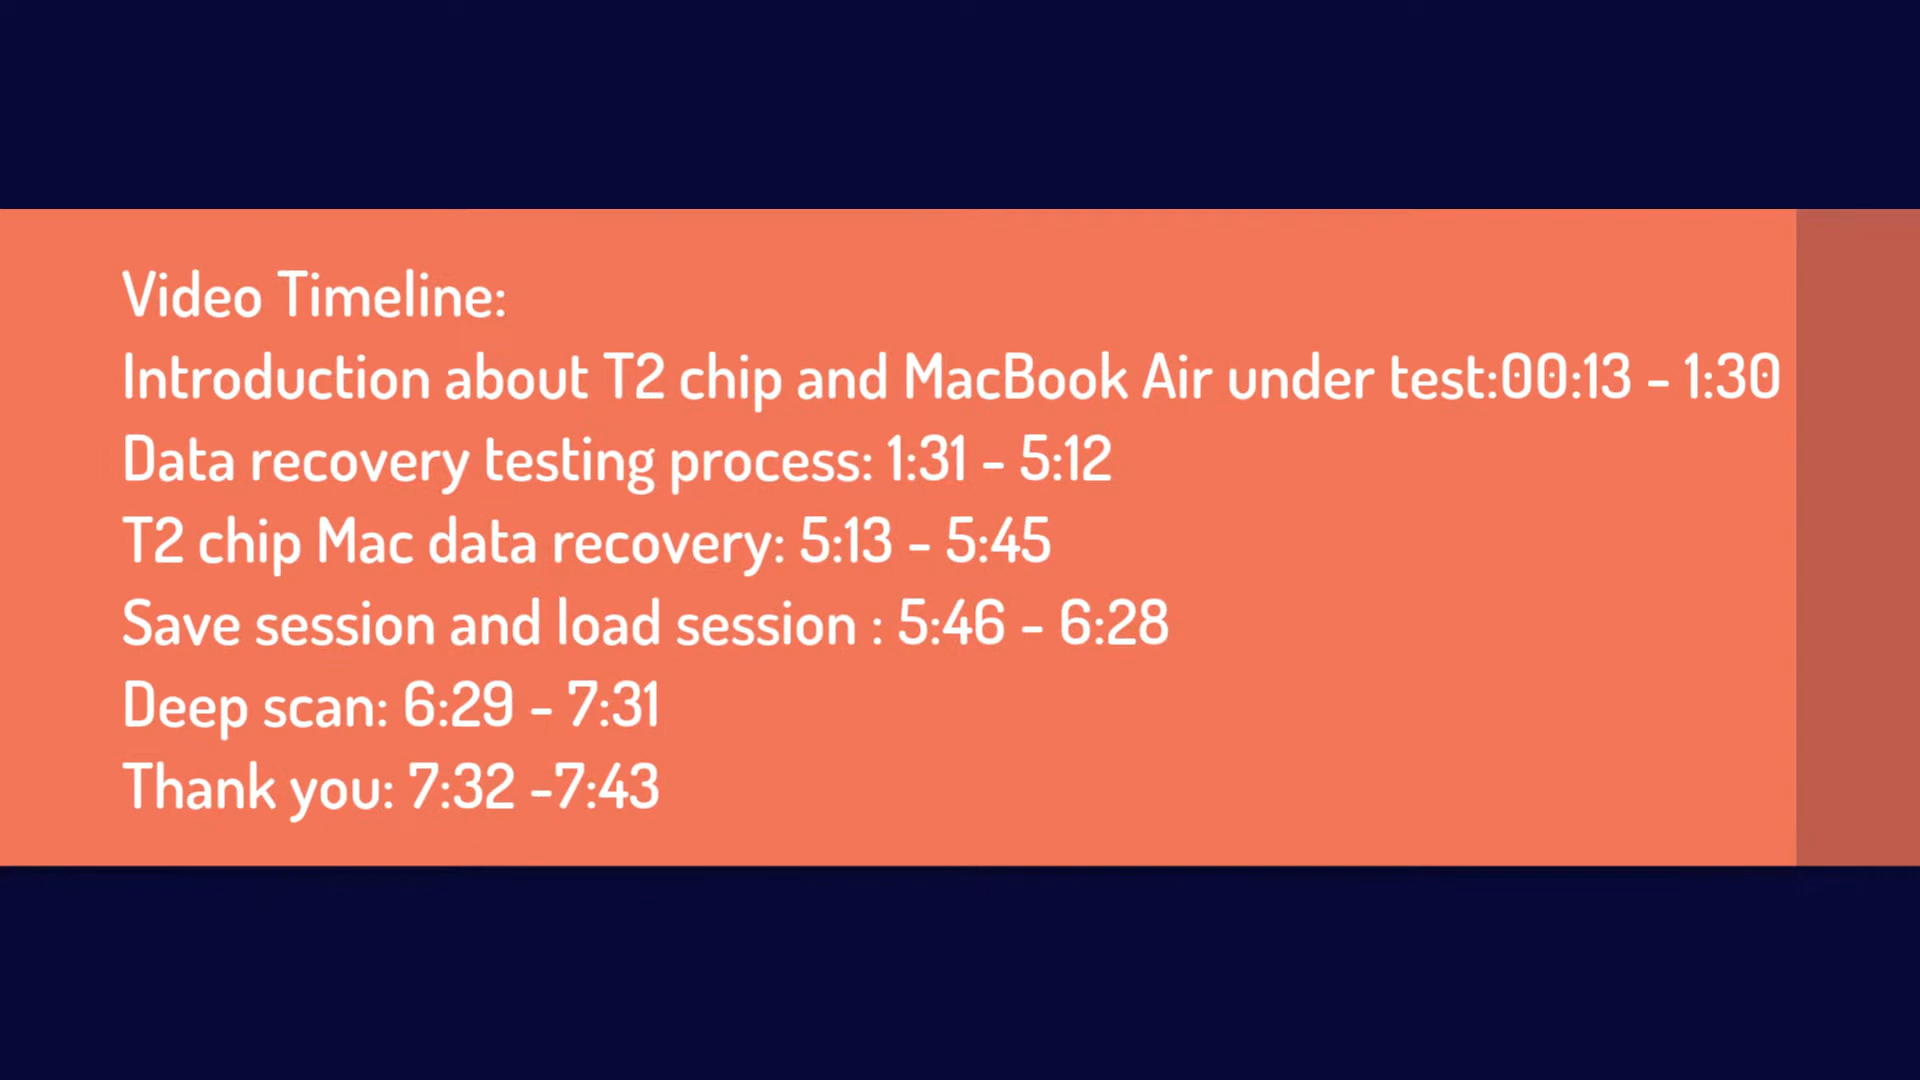 Video Timeline:
Introduction about T2 chip and MacBook Air under test:00:13 - 1:30
Data recovery testing process: 1:31 - 5:12
T2 chip Mac data recovery: 5:13 - 5:45
Save session and load session : 5:46 - 6:28
Deep scan: 6:29 - 7:31
Thank you: 7:32 -7:43